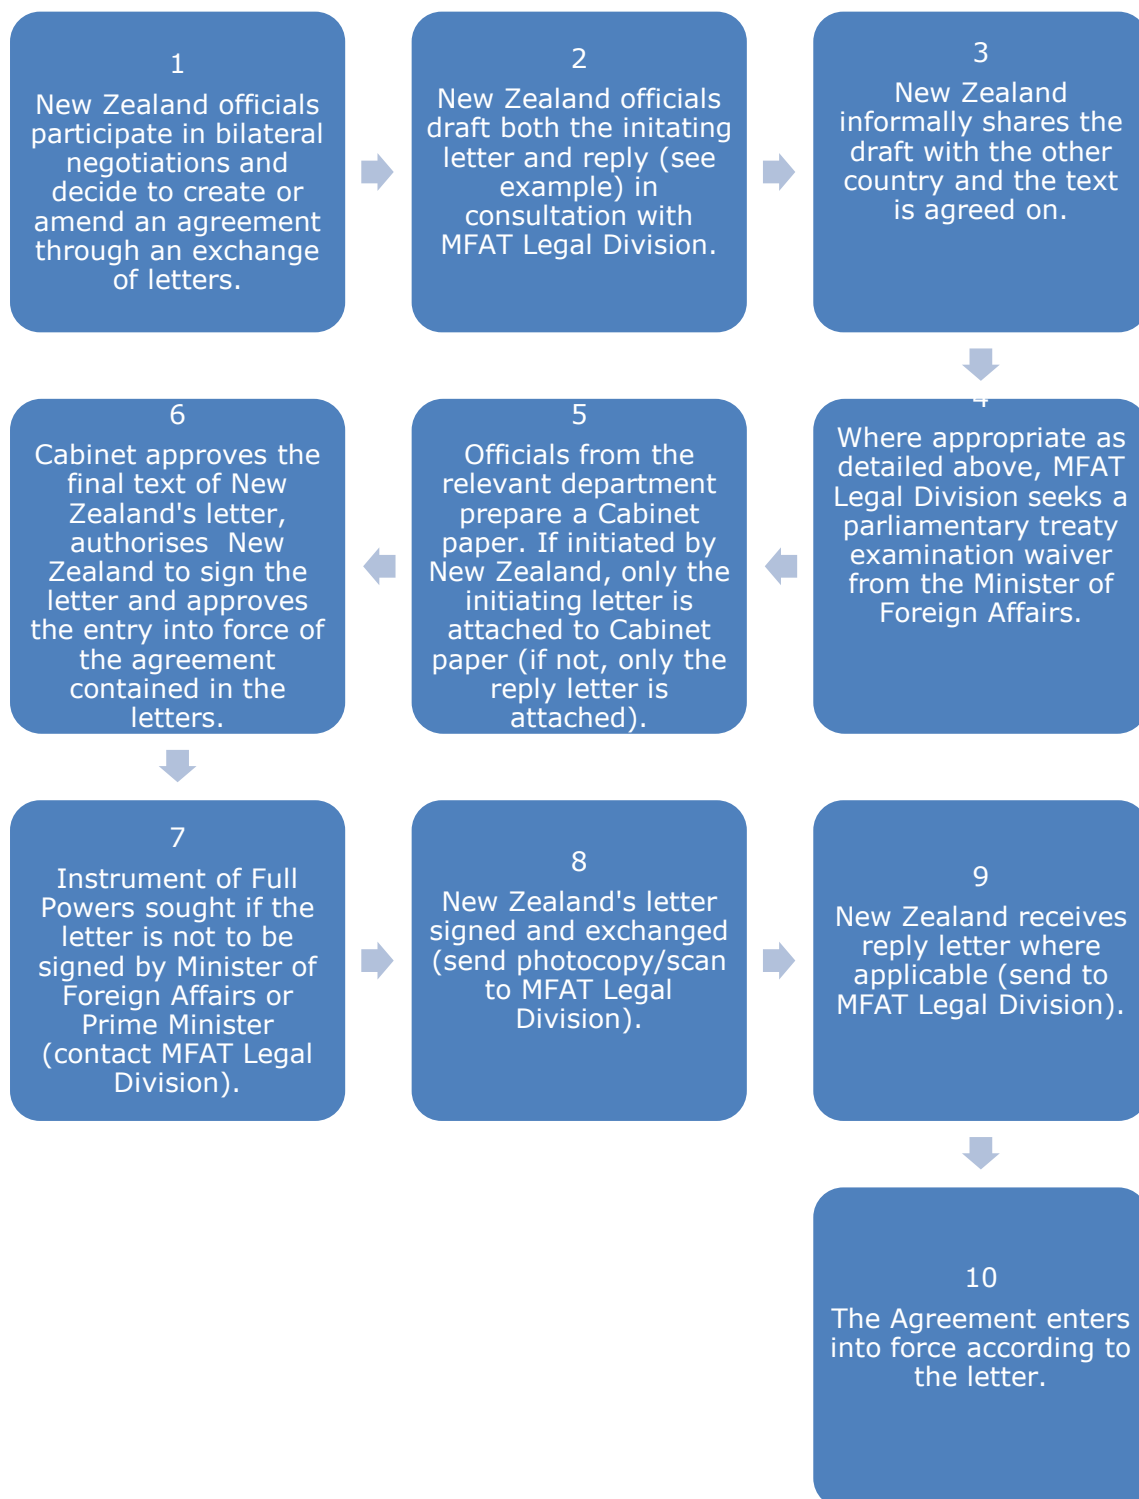 1
New Zealand officials
participate in bilateral
negotiations and
decide to create or
amend an agreement
through an exchange
of letters.
2
New Zealand officials
draft both the initating
letter and reply (see
example) in
consultation with
MFAT Legal Division.
3
New Zealand
informally shares the
draft with the other
country and the text
is agreed on.
4
Where appropriate as
detailed above, MFAT
Legal Division seeks a
parliamentary treaty
examination waiver
from the Minister of
Foreign Affairs.
5
Officials from the
relevant department
prepare a Cabinet
paper. If initiated by
New Zealand, only the
initiating letter is
attached to Cabinet
paper (if not, only the
reply letter is
attached).
6
Cabinet approves the
final text of New
Zealand's letter,
authorises  New
Zealand to sign the
letter and approves
the entry into force of
the agreement
contained in the
letters.
7
Instrument of Full
Powers sought if the
letter is not to be
signed by Minister of
Foreign Affairs or
Prime Minister
(contact MFAT Legal
Division).
8
New Zealand's letter
signed and exchanged
(send photocopy/scan
to MFAT Legal
Division).
9
New Zealand receives
reply letter where
applicable (send to
MFAT Legal Division).
10
The Agreement enters
into force according to
the letter.